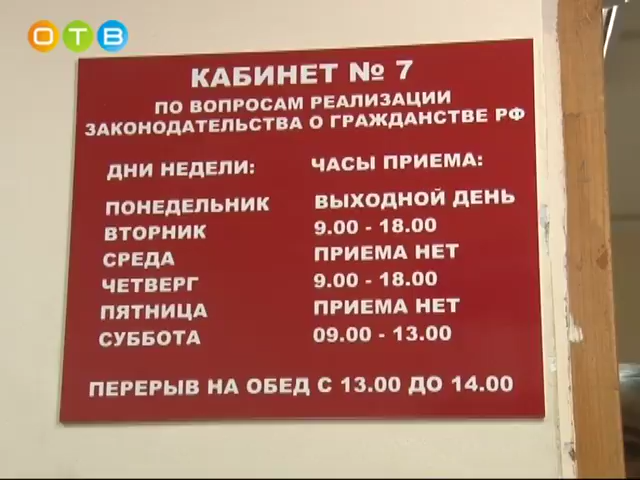 ОТВ
КАБИНЕТ № 7
ПО ВОПРОСАМ РЕАЛИЗАЦИИ
ЗАКОНОДАТЕЛЬСТВА О ГРАЖДАНСТВЕ РФ
ДНИ НЕДЕЛИ: ЧАСЫ ПРИЕМА:
ПОНЕДЕЛЬНИК ВЫХОДНОЙ ДЕНЬ
ВТОРНИК 9.00 - 18.00
СРЕДА ПРИЕМА НЕТ
ЧЕТВЕРГ 9.00 - 18.00
ПЯТНИЦА ПРИЕМА НЕТ
СУББОТА 09.00 - 13.00
ПЕРЕРЫВ НА ОБЕД С 13.00 ДО 14.00